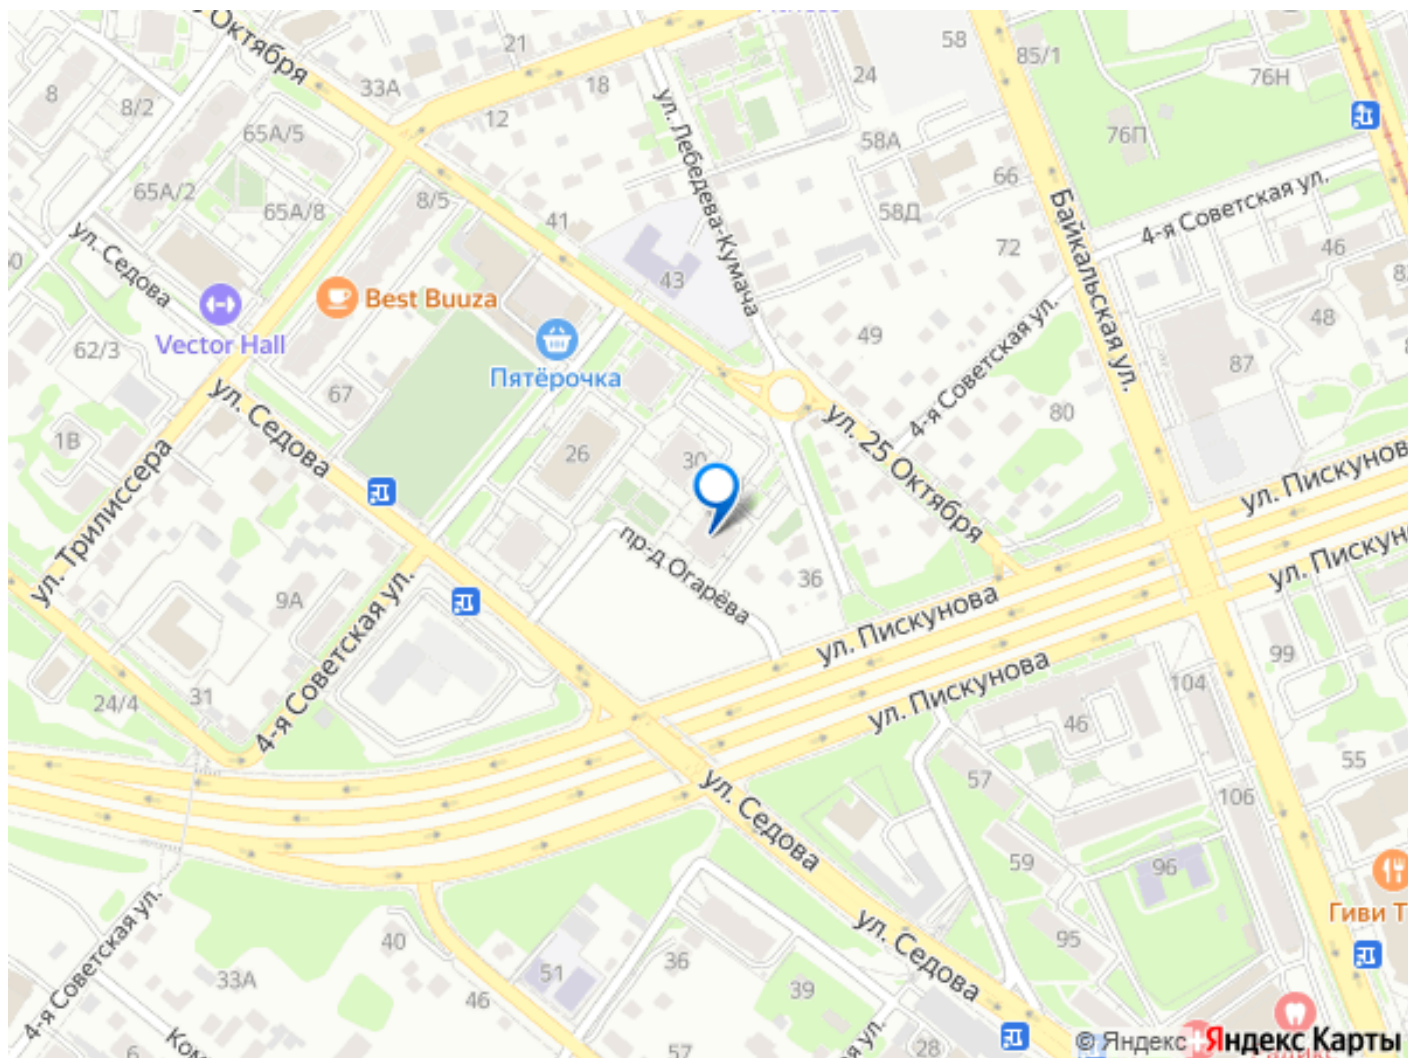 Октября
21
58
85/1
33А
18
24
76Н
8
8/2
12
ул. Лебедева-Кумача
65А/5
58А
76П
65А/2
8/5
66
4-я Советская ул.
65А/8
41
58Д
Байкальская ул.
ул. Седова
72
46
43
Best Buuza
Vector Hall
48
62/3
49
4-я Советская ул.
87
Пятёрочка
67
80
ул. Седова
ул. 25 Октября
1В
26
30
ул. Пискунов
ул. Трилиссера
пр-д Огарёва
36
ул. Пискун
9А
4-я Советская ул.
ул. Пискунова
99
ул. Пискунова
104
24/4
31
46
55
57
ул. Седова
106
59
96
4-я Советская ул.
ул. Седова
Гиви Т
40
95
36
33А
51
46
39
Ком
57
28
6
© Яндекс
Яндекс Карты